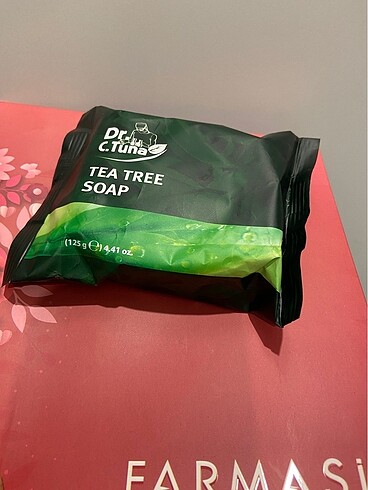 Dr.
C.Tuna
TEA TREE
SOAP
(125 g ℮) 4.41 oz.
FARMASi